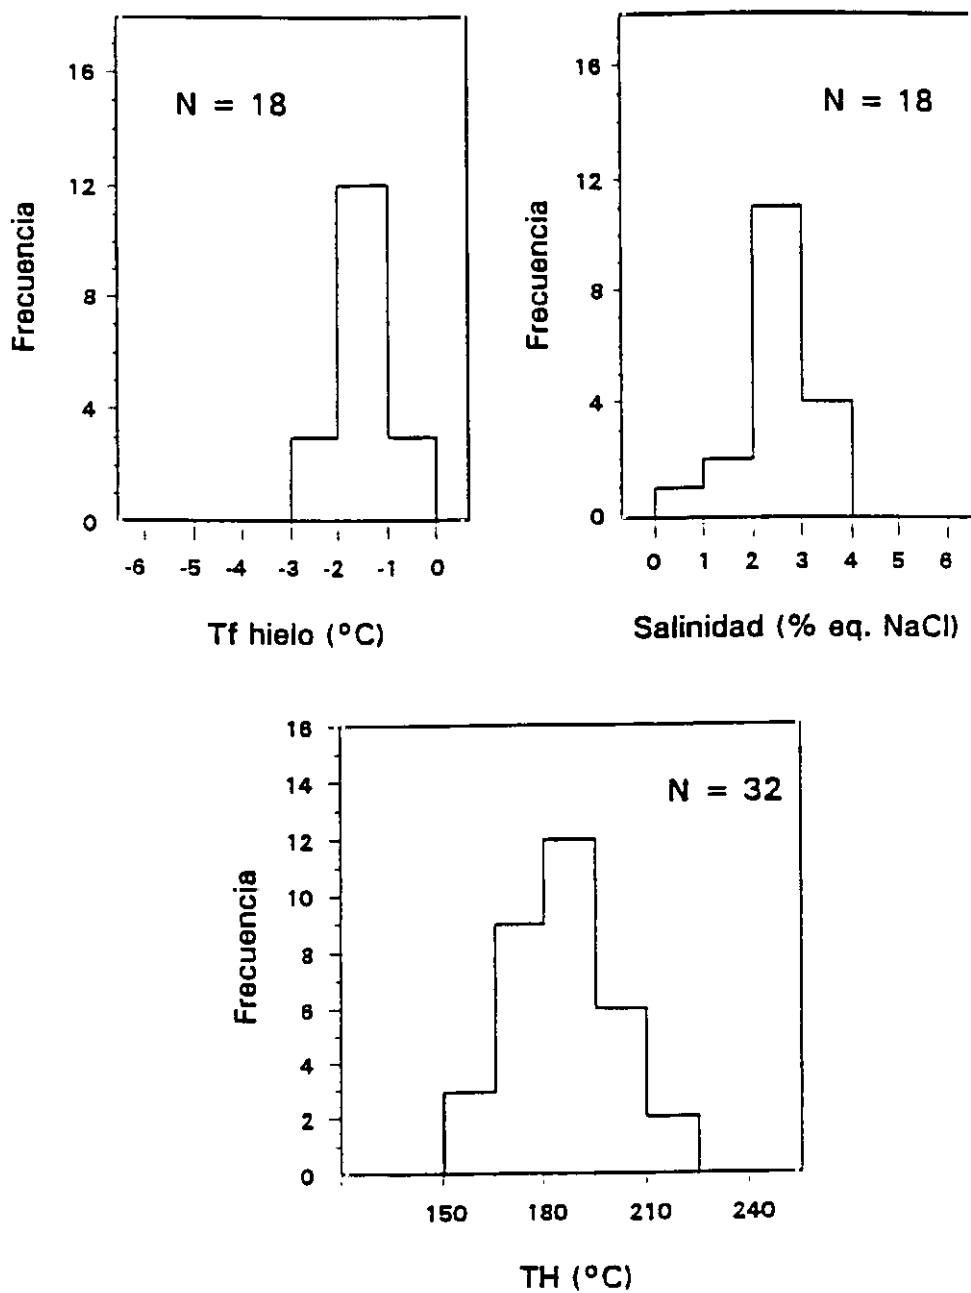 16
12
8
4
0
Frecuencia
N = 18
-6 -5 -4 -3 -2 -1 0
Tf hielo (°C)
16
12
8
4
0
Frecuencia
N = 18
0 1 2 3 4 5 6
Salinidad (% eq. NaCl)
16
14
12
10
8
6
4
2
0
Frecuencia
N = 32
150 180 210 240
TH (°C)